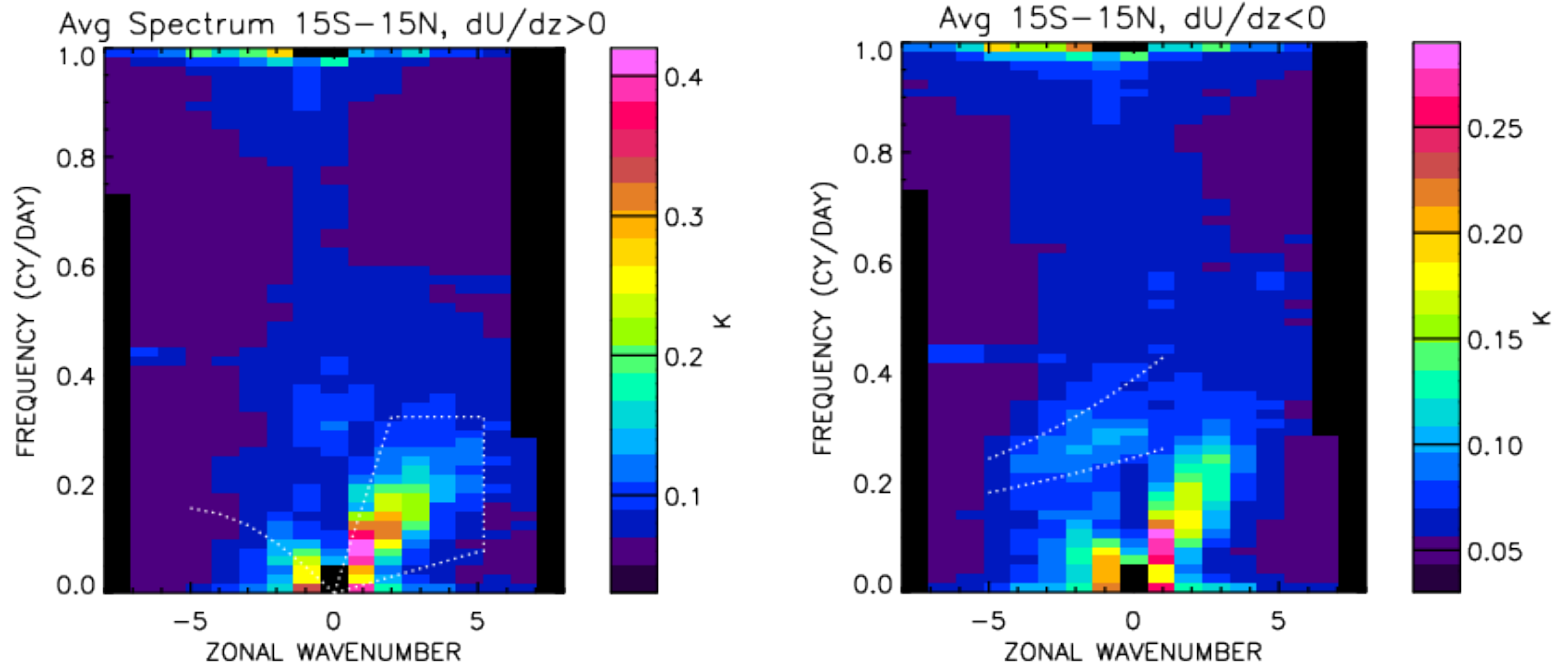 Avg Spectrum 15S−15N, dU/dz>0
FREQUENCY (CY/DAY)
1.0
0.8
0.6
0.4
0.2
0.0
−5 0 5
ZONAL WAVENUMBER
0.4
0.3
0.2
0.1
K
Avg 15S−15N, dU/dz<0
FREQUENCY (CY/DAY)
1.0
0.8
0.6
0.4
0.2
0.0
−5 0 5
ZONAL WAVENUMBER
0.25
0.20
0.15
0.10
0.05
K